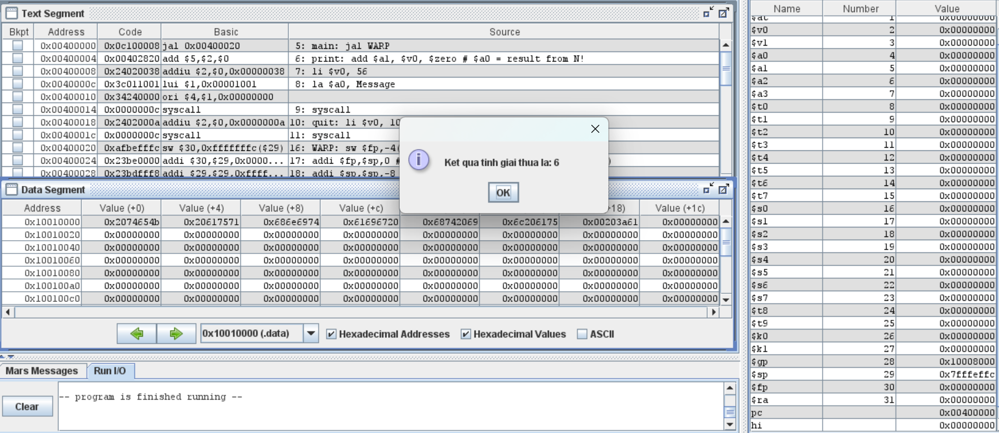 Text Segment
Bkpt Address Code Basic Source
0x00400000 0x0c100008 jal 0x00400020 5: main: jal WARP
0x00400004 0x00402820 add $5,$2,$0 6: print: add $a1, $v0, $zero # $a0 = result from N!
0x00400008 0x24020038 addiu $2,$0,0x00000038 7: li $v0, 56
0x0040000c 0x3c011001 lui $1,0x00001001 8: la $a0, Message
0x00400010 0x34240000 ori $4,$1,0x00000000
0x00400014 0x0000000c syscall 9: syscall
0x00400018 0x2402000a addiu $2,$0,0x0000000a 10: quit: li $v0, 10
0x0040001c 0x0000000c syscall 11: syscall
0x00400020 0xafbefffc sw $30,0xfffffffc($29) 16: WARP: sw $fp,-4(
0x00400024 0x23be0000 addi $30,$29,0x0000... 17: addi $fp,$sp,0 # )
0x00400028 0x23bdfff8 addi $29,$29,0xffff... 18: addi $sp,$sp,-8
Ket qua tinh giai thua la: 6
OK
Data Segment
Address Value (+0) Value (+4) Value (+8) Value (+c) +18) Value (+1c)
0x10010000 0x2074654b 0x20617571 0x686e6974 0x61696720 0x68742069 0x6c206175 0x00203a61 0x00000000
0x10010020 0x00000000 0x00000000 0x00000000 0x00000000 0x00000000 0x00000000 0x00000000 0x00000000
0x10010040 0x00000000 0x00000000 0x00000000 0x00000000 0x00000000 0x00000000 0x00000000 0x00000000
0x10010060 0x00000000 0x00000000 0x00000000 0x00000000 0x00000000 0x00000000 0x00000000 0x00000000
0x10010080 0x00000000 0x00000000 0x00000000 0x00000000 0x00000000 0x00000000 0x00000000 0x00000000
0x100100a0 0x00000000 0x00000000 0x00000000 0x00000000 0x00000000 0x00000000 0x00000000 0x00000000
0x100100c0 0x00000000 0x00000000 0x00000000 0x00000000 0x00000000 0x00000000 0x00000000 0x00000000
0x10010000 (.data) Hexadecimal Addresses Hexadecimal Values ASCII
Mars Messages Run I/O
-- program is finished running --
Clear
Name Number Value
$at 1 0x00000000
$v0 2 0x00000000
$v1 3 0x00000000
$a0 4 0x00000000
$a1 5 0x00000000
$a2 6 0x00000000
$a3 7 0x00000000
$t0 8 0x00000000
$t1 9 0x00000000
$t2 10 0x00000000
$t3 11 0x00000000
$t4 12 0x00000000
$t5 13 0x00000000
$t6 14 0x00000000
$t7 15 0x00000000
$s0 16 0x00000000
$s1 17 0x00000000
$s2 18 0x00000000
$s3 19 0x00000000
$s4 20 0x00000000
$s5 21 0x00000000
$s6 22 0x00000000
$s7 23 0x00000000
$t8 24 0x00000000
$t9 25 0x00000000
$k0 26 0x00000000
$k1 27 0x00000000
$gp 28 0x10008000
$sp 29 0x7fffeffc
$fp 30 0x00000000
$ra 31 0x00000000
pc 0x00400000
hi 0x00000000